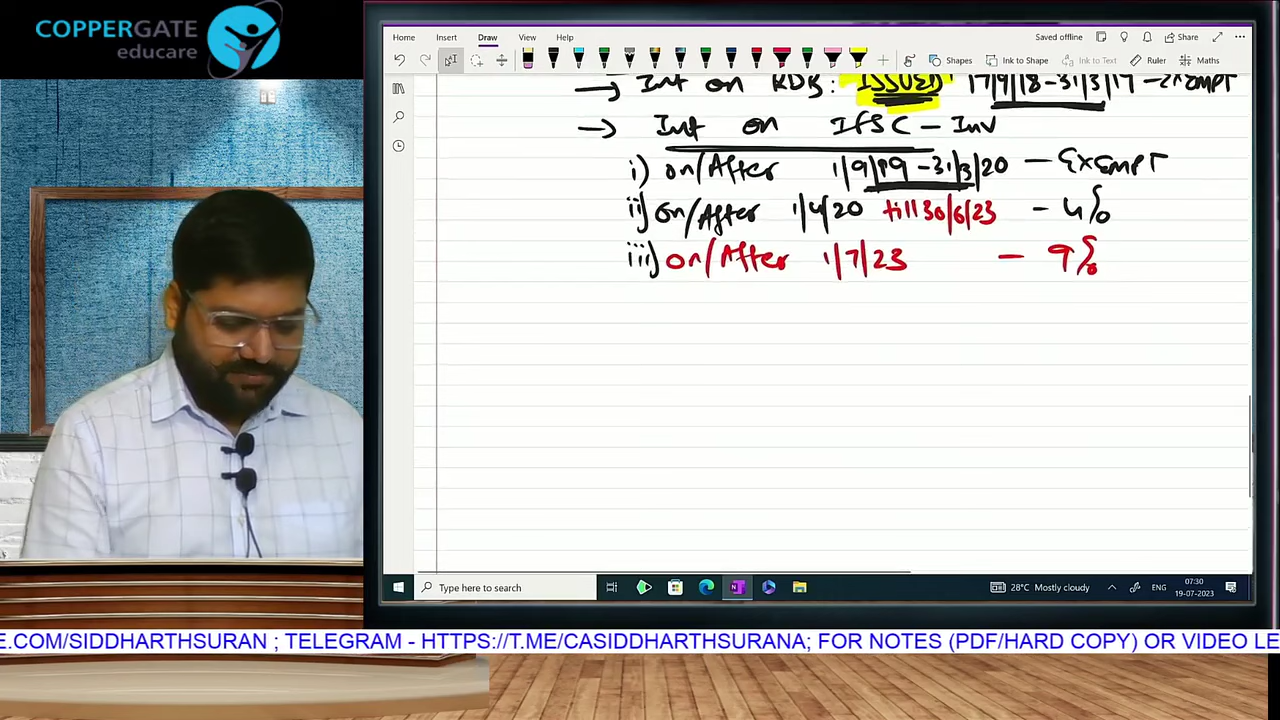 COPPERGATE
educare
Home Insert Draw View Help
Saved offline
Share
Shapes
Ink to Shape
Ink to Text
Ruler
Maths
→ Int on RDB: ISSUED 17/9/18-31/3/19 - Exempt
→ Int on IFSC - Inv
i) on/After 1/9/19 - 31/3/20 - Exempt
ii) on/After 1/4/20 till 30/6/23 - 4%
iii) on/After 1/7/23 - 9%
Type here to search
28°C Mostly cloudy
ENG
07:30
19-07-2023
E.COM/SIDDHARTHSURAN ; TELEGRAM - HTTPS://T.ME/CASIDDHARTHSURANA; FOR NOTES (PDF/HARD COPY) OR VIDEO LE